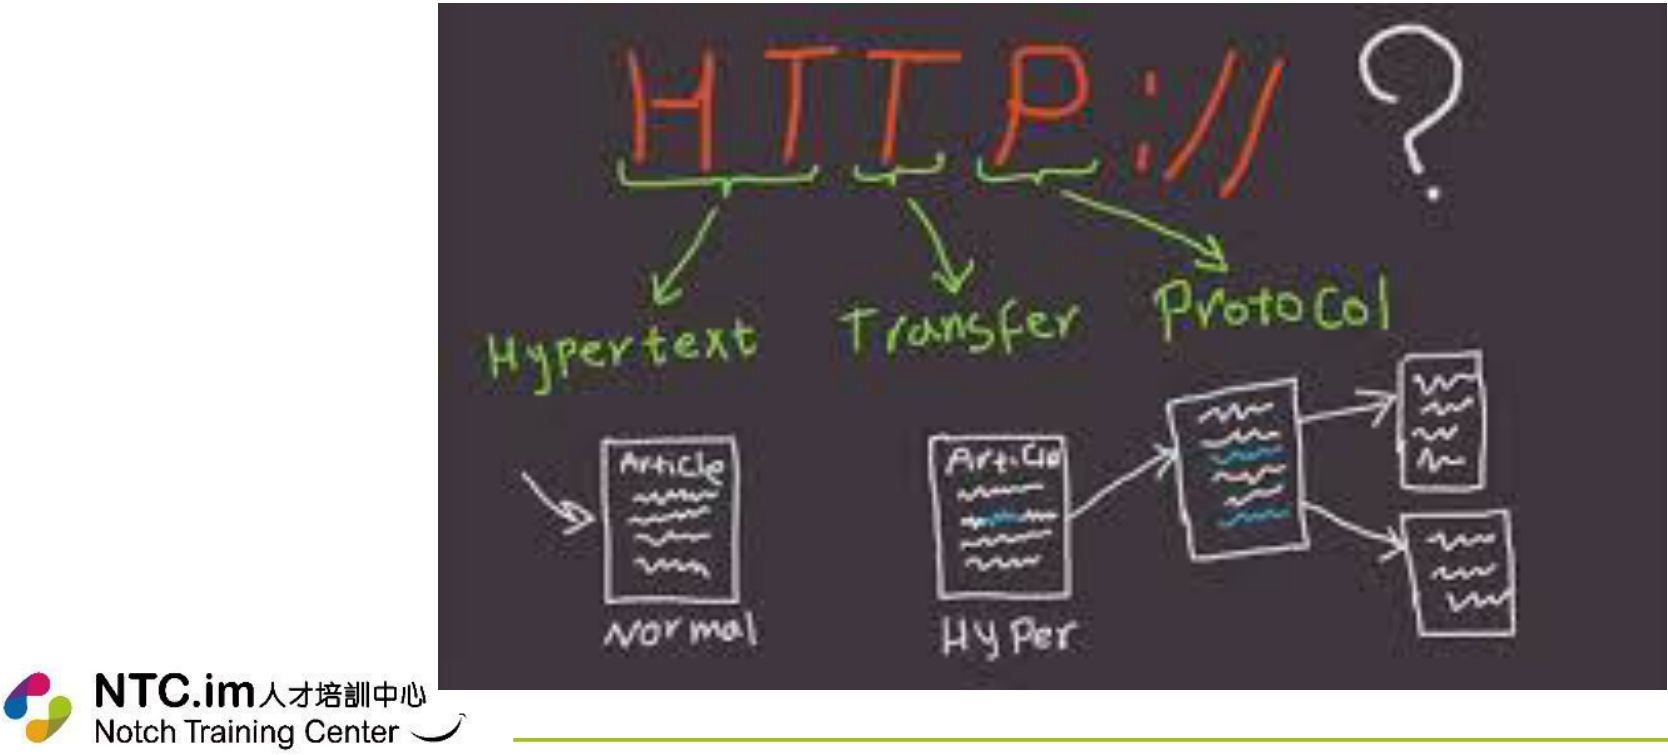 HTTP:// ?
Hypertext Transfer Protocol
Article Article
Normal Hyper
NTC.im人才培訓中心
Notch Training Center